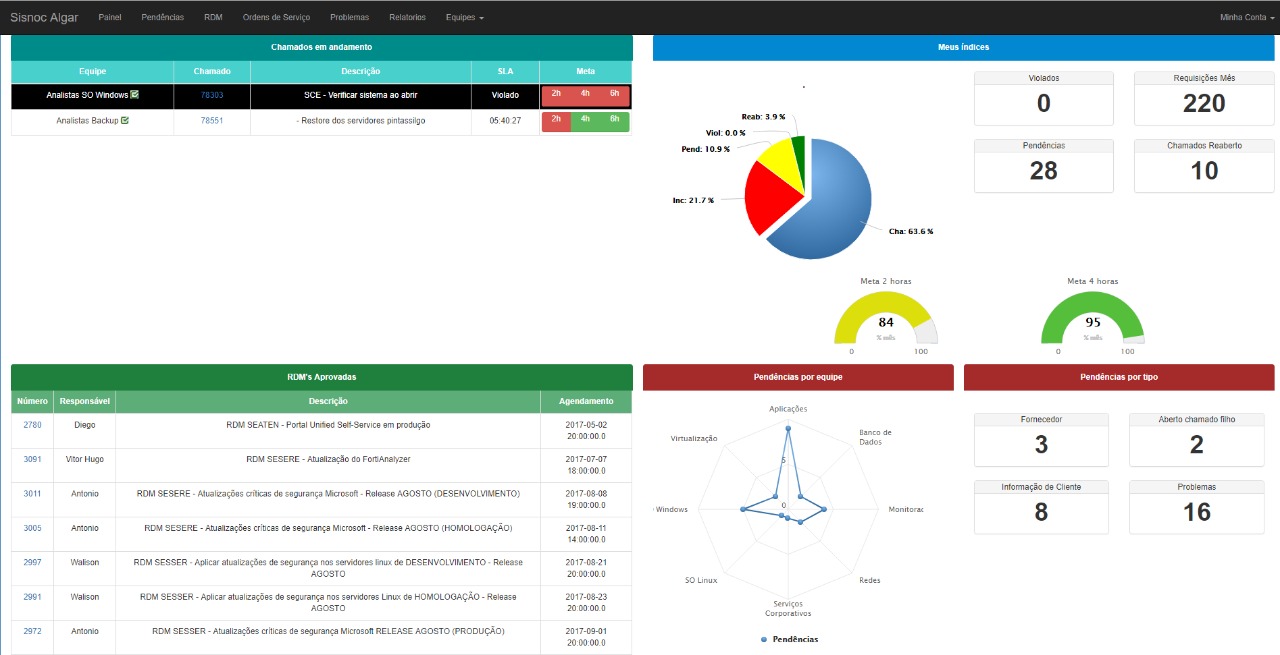 Sisnoc Algar Painel Pendências RDM Ordens de Serviço Problemas Relatorios Equipes Minha Conta
Chamados em andamento
Equipe Chamado Descrição SLA Meta
Analistas SO Windows 78303 SCE - Verificar sistema ao abrir Violado 2h 4h 6h
Analistas Backup 78551 - Restore dos servidores pintassilgo 05:40:27 2h 4h 6h
Meus índices
Reab: 3.9 %
Viol: 0.0 %
Pend: 10.9 %
Inc: 21.7 %
Cha: 63.6 %
Violados
0
Requisições Mês
220
Pendências
28
Chamados Reaberto
10
Meta 2 horas
84
0 100
Meta 4 horas
95
0 100
RDM's Aprovadas
Número Responsável Descrição Agendamento
2780 Diego RDM SEATEN - Portal Unified Self-Service em produção 2017-05-02
20:00:00.0
3091 Vitor Hugo RDM SESERE - Atualização do FortiAnalyzer 2017-07-07
18:00:00.0
3011 Antonio RDM SESERE - Atualizações críticas de segurança Microsoft - Release AGOSTO (DESENVOLVIMENTO) 2017-08-08
19:00:00.0
3005 Antonio RDM SESERE - Atualizações críticas de segurança Microsoft - Release AGOSTO (HOMOLOGAÇÃO) 2017-08-11
14:00:00.0
2997 Walison RDM SESSER - Aplicar atualizações de segurança nos servidores linux de DESENVOLVIMENTO - Release 2017-08-21
AGOSTO 20:00:00.0
2991 Walison RDM SESSER - Aplicar atualizações de segurança nos servidores Linux de HOMOLOGAÇÃO - Release 2017-08-23
AGOSTO 20:00:00.0
2972 Antonio RDM SESSER - Atualizações críticas de segurança Microsoft RELEASE AGOSTO (PRODUÇÃO) 2017-09-01
20:00:00.0
Pendências por equipe
Aplicações
Banco de
Dados
Virtualização
5
0
Windows
Monitorac
SO Linux
Redes
Serviços
Corporativos
Pendências
Pendências por tipo
Fornecedor
3
Aberto chamado filho
2
Informação de Cliente
8
Problemas
16